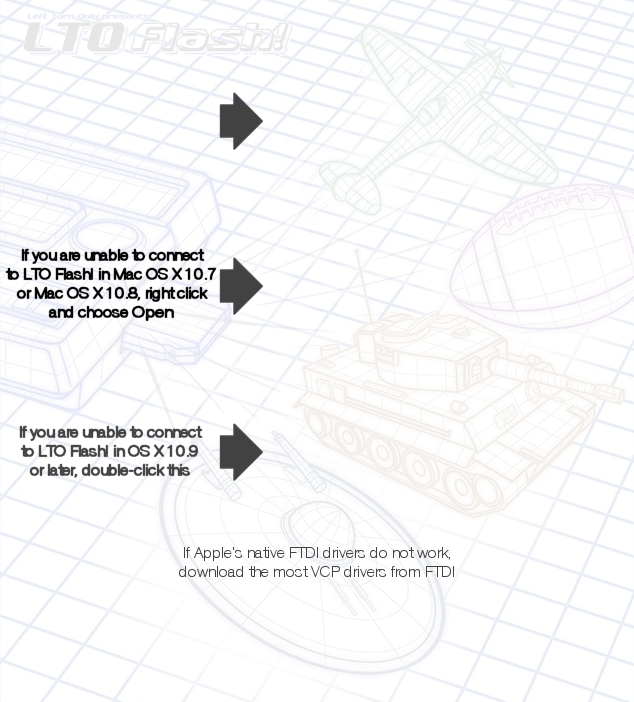 Left Turn Only presents
LTO Flash!
If you are unable to connect
to LTO Flash! in Mac OS X 10.7
or Mac OS X 10.8, right click
and choose Open
If you are unable to connect
to LTO Flash! in OS X 10.9
or later, double-click this
If Apple's native FTDI drivers do not work,
download the most VCP drivers from FTDI